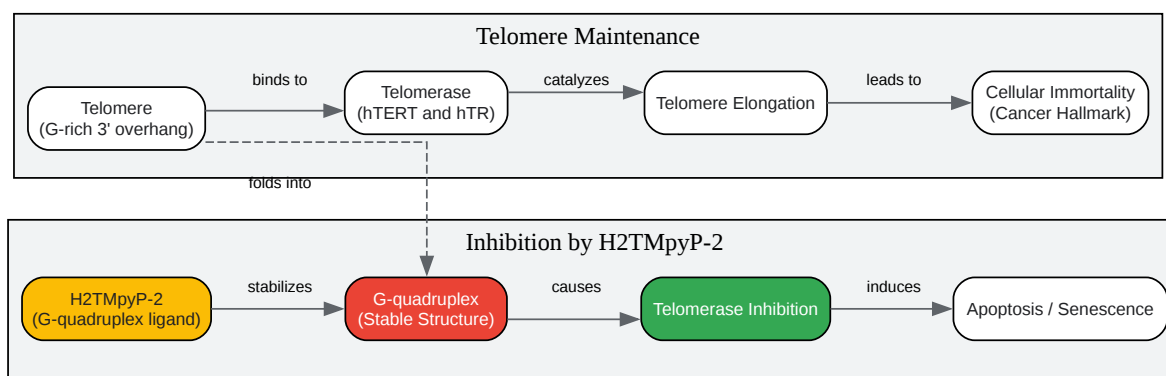 Telomere Maintenance
Telomere
(G-rich 3' overhang)
binds to
Telomerase
(hTERT and hTR)
catalyzes
Telomere Elongation
leads to
Cellular Immortality
(Cancer Hallmark)
folds into
Inhibition by H2TMpyP-2
H2TMpyP-2
(G-quadruplex ligand)
stabilizes
G-quadruplex
(Stable Structure)
causes
Telomerase Inhibition
induces
Apoptosis / Senescence